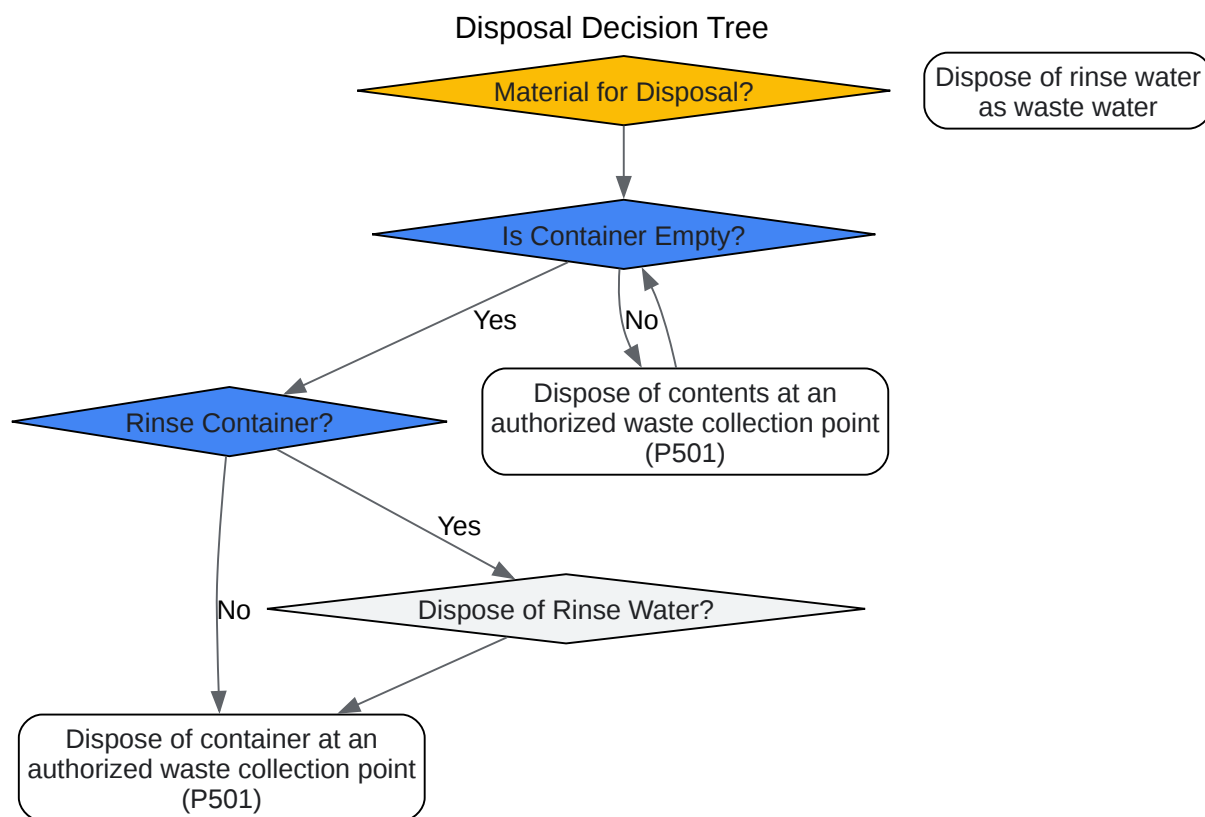 Disposal Decision Tree
Material for Disposal?
Dispose of rinse water
as waste water
Is Container Empty?
Yes
No
Dispose of contents at an
authorized waste collection point
(P501)
Rinse Container?
Yes
No
Dispose of Rinse Water?
Dispose of container at an
authorized waste collection point
(P501)